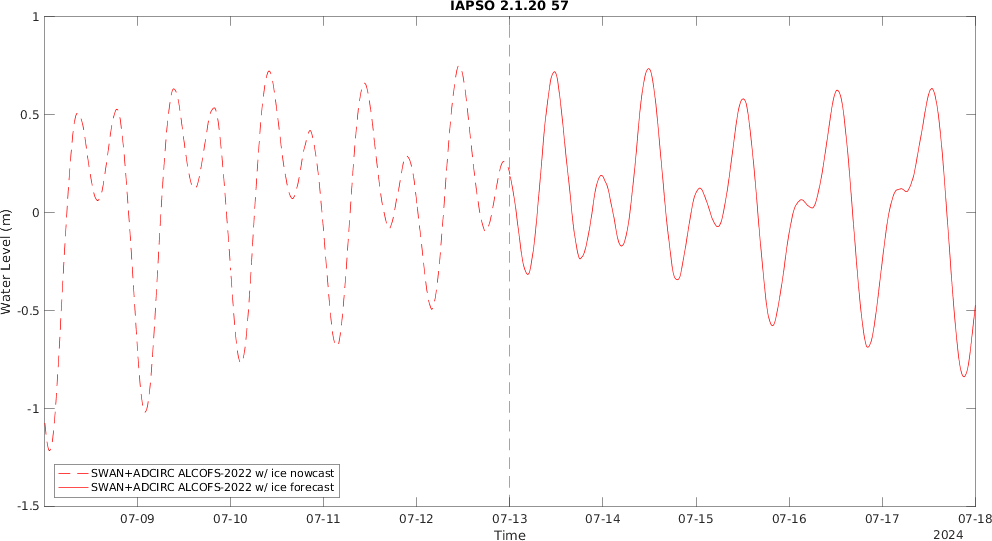 IAPSO 2.1.20 57
1
0.5
0
-0.5
-1
-1.5
Water Level (m)
SWAN+ADCIRC ALCOFS-2022 w/ ice nowcast
SWAN+ADCIRC ALCOFS-2022 w/ ice forecast
07-09 07-10 07-11 07-12 07-13 07-14 07-15 07-16 07-17 07-18
Time
2024